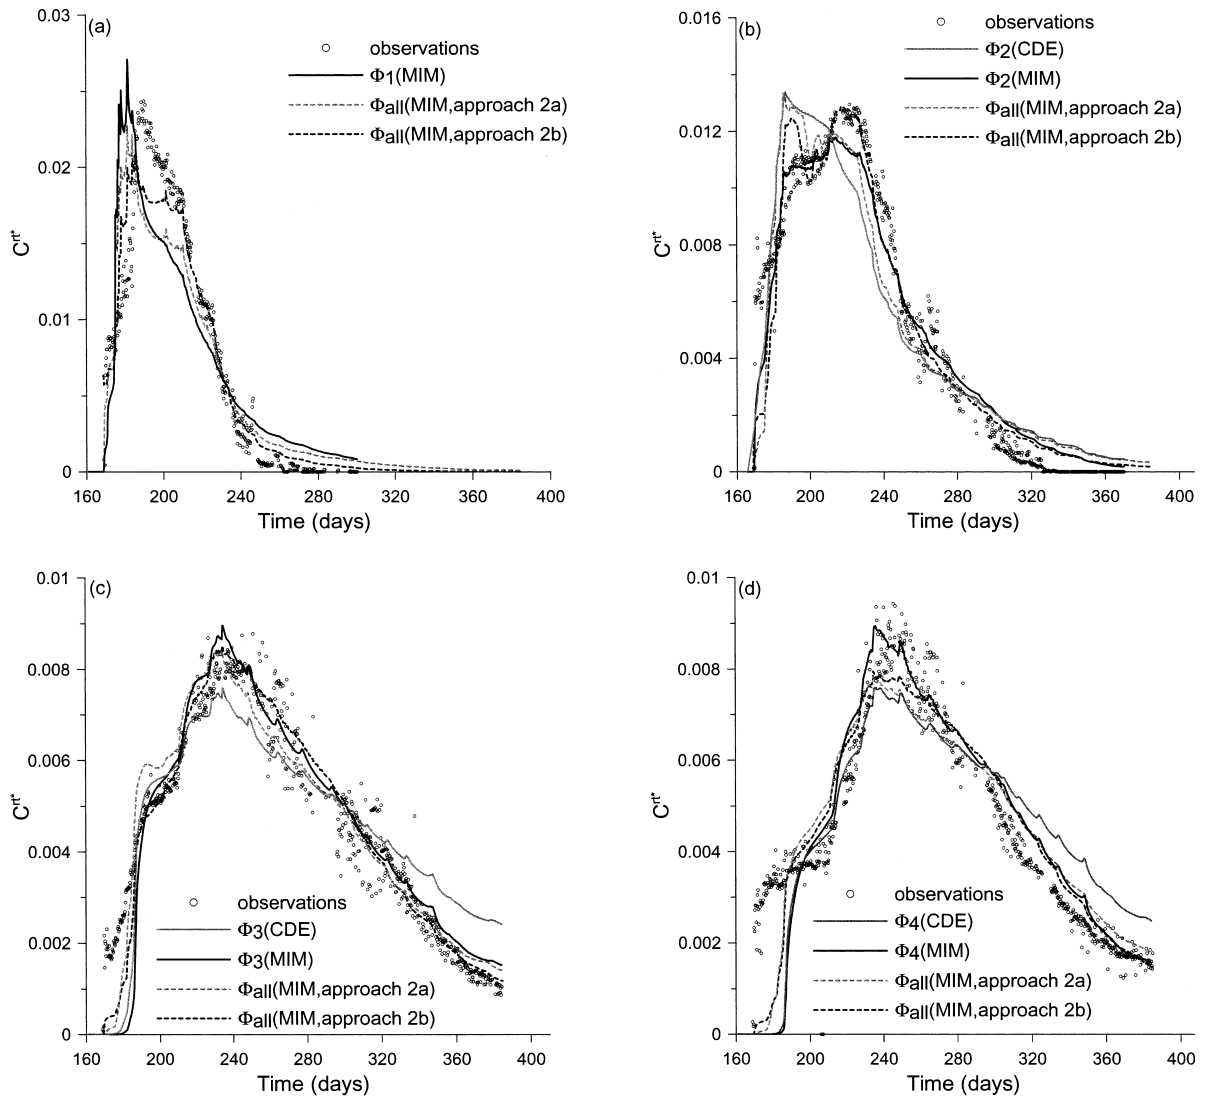 (a)
0.03
0.02
0.01
0
C^rt*
160 200 240 280 320 360 400
Time (days)
observations
Φ1(MIM)
Φall(MIM,approach 2a)
Φall(MIM,approach 2b)
(b)
0.016
0.012
0.008
0.004
0
C^rt*
160 200 240 280 320 360 400
Time (days)
observations
Φ2(CDE)
Φ2(MIM)
Φall(MIM,approach 2a)
Φall(MIM,approach 2b)
(c)
0.01
0.008
0.006
0.004
0.002
0
C^rt*
160 200 240 280 320 360 400
Time (days)
observations
Φ3(CDE)
Φ3(MIM)
Φall(MIM,approach 2a)
Φall(MIM,approach 2b)
(d)
0.01
0.008
0.006
0.004
0.002
0
C^rt*
160 200 240 280 320 360 400
Time (days)
observations
Φ4(CDE)
Φ4(MIM)
Φall(MIM,approach 2a)
Φall(MIM,approach 2b)